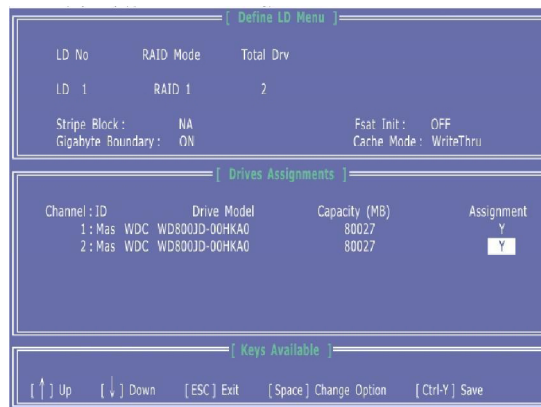 [ Define LD Menu ]
LD No RAID Mode Total Drv
LD 1 RAID 1 2
Stripe Block: NA Fsat Init: OFF
Gigabyte Boundary: ON Cache Mode: WriteThru
[ Drives Assignments ]
Channel:ID Drive Model Capacity (MB) Assignment
1:Mas WDC WD800JD-00HKA0 80027 Y
2:Mas WDC WD800JD-00HKA0 80027 Y
[ Keys Available ]
[↑] Up [↓] Down [ESC] Exit [Space] Change Option [Ctrl-Y] Save